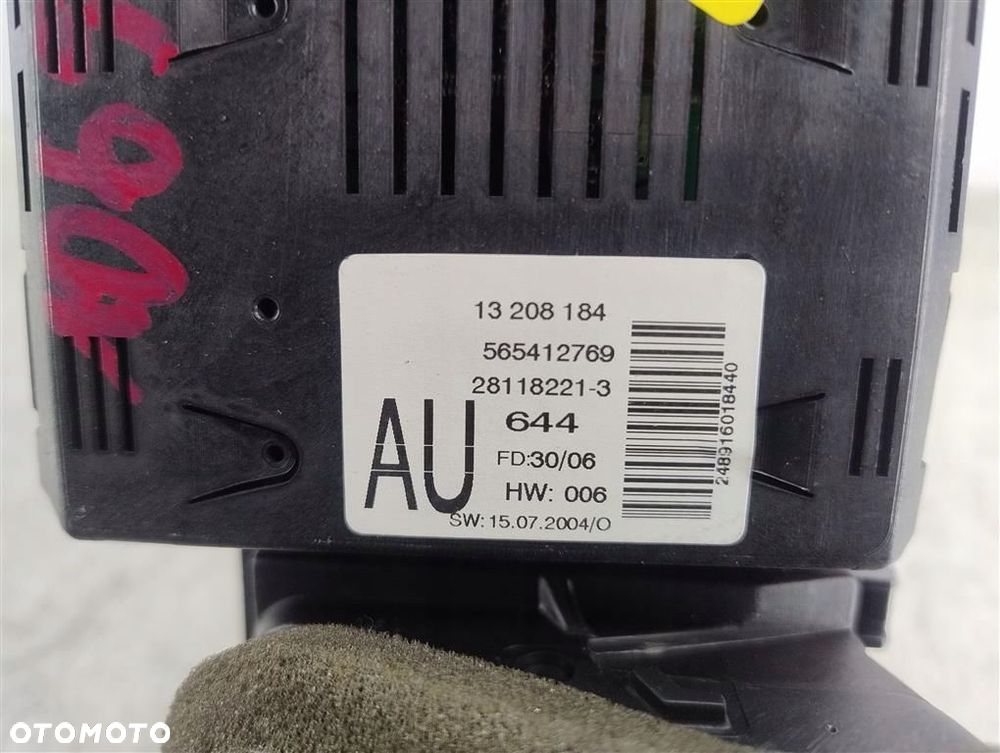 13 208 184
565412769
28118221-3
AU
644
FD:30/06
HW: 006
SW: 15.07.2004/O
248916018440
OTOMOTO